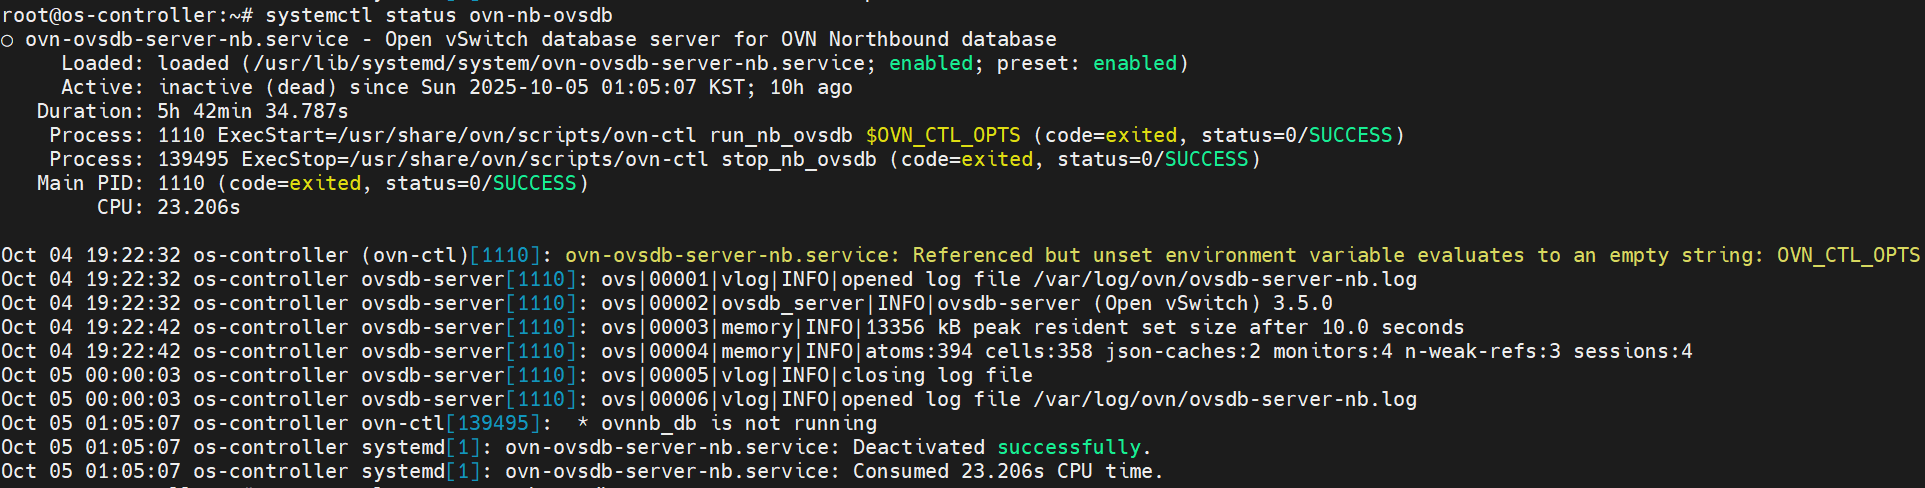 root@os-controller:~# systemctl status ovn-nb-ovsdb
○ ovn-ovsdb-server-nb.service - Open vSwitch database server for OVN Northbound database
     Loaded: loaded (/usr/lib/systemd/system/ovn-ovsdb-server-nb.service; enabled; preset: enabled)
     Active: inactive (dead) since Sun 2025-10-05 01:05:07 KST; 10h ago
   Duration: 5h 42min 34.787s
    Process: 1110 ExecStart=/usr/share/ovn/scripts/ovn-ctl run_nb_ovsdb $OVN_CTL_OPTS (code=exited, status=0/SUCCESS)
    Process: 139495 ExecStop=/usr/share/ovn/scripts/ovn-ctl stop_nb_ovsdb (code=exited, status=0/SUCCESS)
   Main PID: 1110 (code=exited, status=0/SUCCESS)
        CPU: 23.206s

Oct 04 19:22:32 os-controller (ovn-ctl)[1110]: ovn-ovsdb-server-nb.service: Referenced but unset environment variable evaluates to an empty string: OVN_CTL_OPTS
Oct 04 19:22:32 os-controller ovsdb-server[1110]: ovs|00001|vlog|INFO|opened log file /var/log/ovn/ovsdb-server-nb.log
Oct 04 19:22:32 os-controller ovsdb-server[1110]: ovs|00002|ovsdb_server|INFO|ovsdb-server (Open vSwitch) 3.5.0
Oct 04 19:22:42 os-controller ovsdb-server[1110]: ovs|00003|memory|INFO|13356 kB peak resident set size after 10.0 seconds
Oct 04 19:22:42 os-controller ovsdb-server[1110]: ovs|00004|memory|INFO|atoms:394 cells:358 json-caches:2 monitors:4 n-weak-refs:3 sessions:4
Oct 05 00:00:03 os-controller ovsdb-server[1110]: ovs|00005|vlog|INFO|closing log file
Oct 05 00:00:03 os-controller ovsdb-server[1110]: ovs|00006|vlog|INFO|opened log file /var/log/ovn/ovsdb-server-nb.log
Oct 05 01:05:07 os-controller ovn-ctl[139495]:  * ovnnb_db is not running
Oct 05 01:05:07 os-controller systemd[1]: ovn-ovsdb-server-nb.service: Deactivated successfully.
Oct 05 01:05:07 os-controller systemd[1]: ovn-ovsdb-server-nb.service: Consumed 23.206s CPU time.